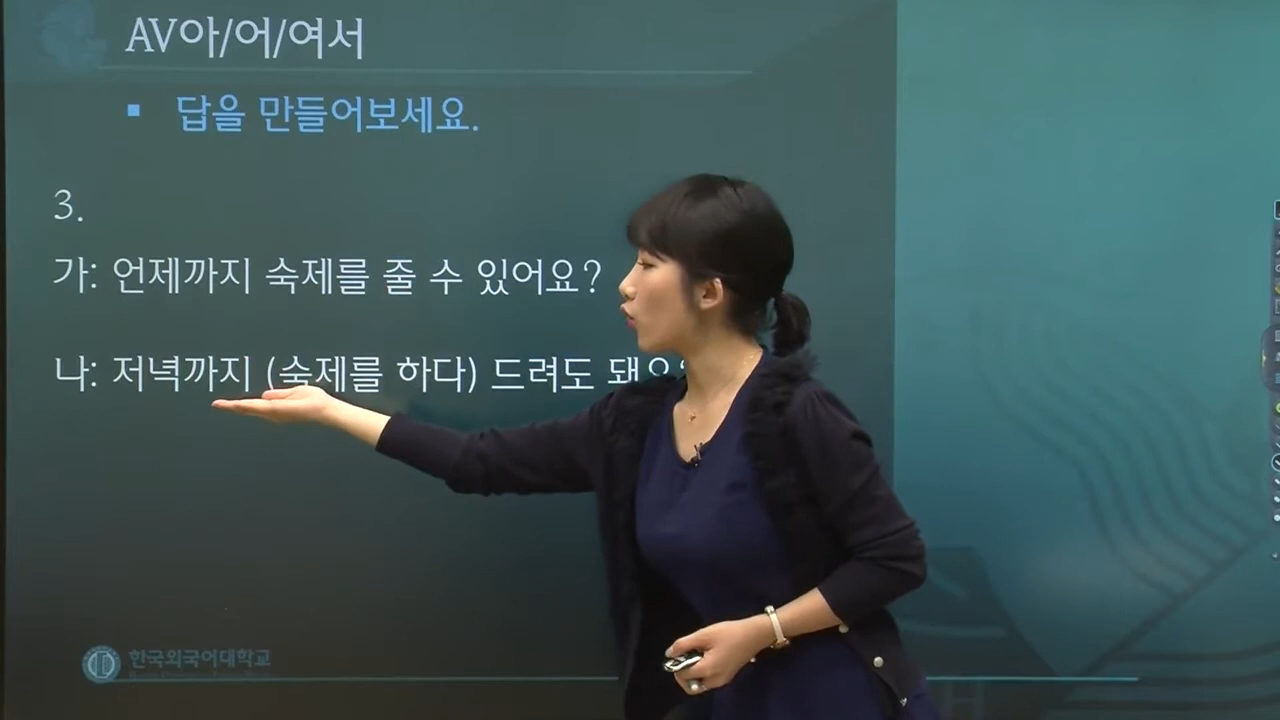 AV아/어/여서
▪ 답을 만들어보세요.
3.
가: 언제까지 숙제를 줄 수 있어요?
나: 저녁까지 (숙제를 하다) 드려도 돼요?
한국외국어대학교